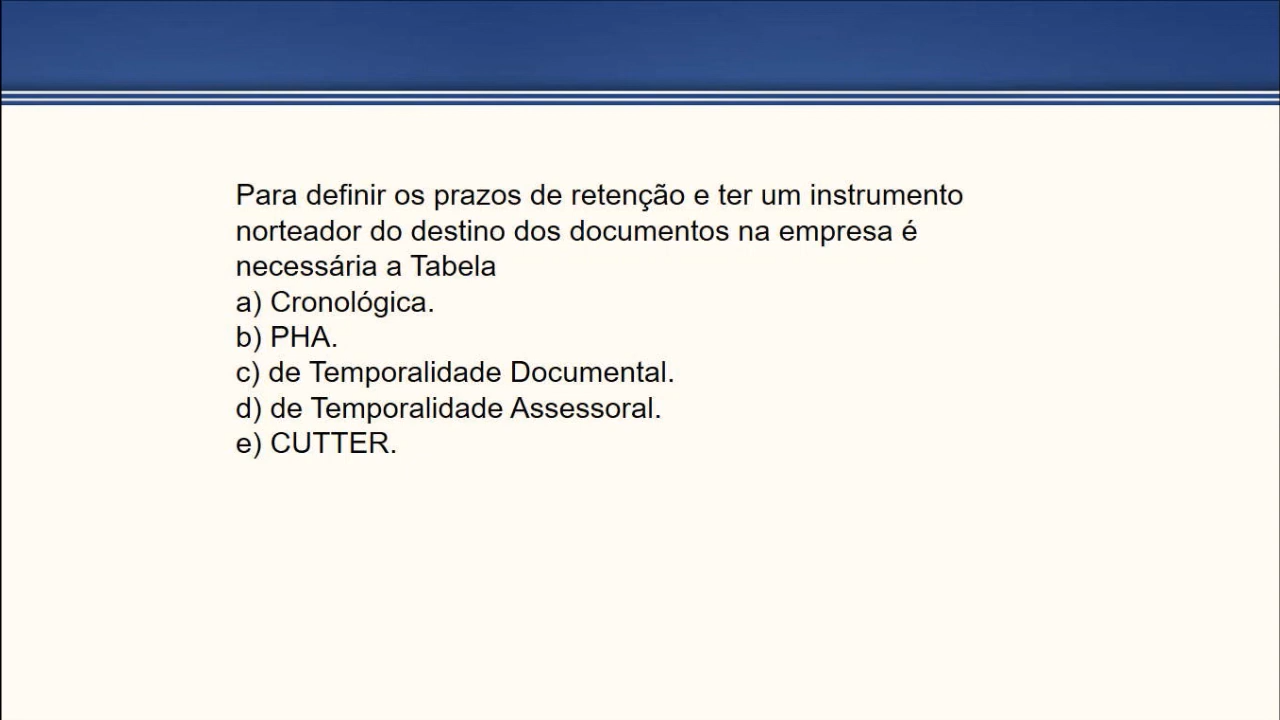 Para definir os prazos de retenção e ter um instrumento
norteador do destino dos documentos na empresa é
necessária a Tabela
a) Cronológica.
b) PHA.
c) de Temporalidade Documental.
d) de Temporalidade Assessoral.
e) CUTTER.